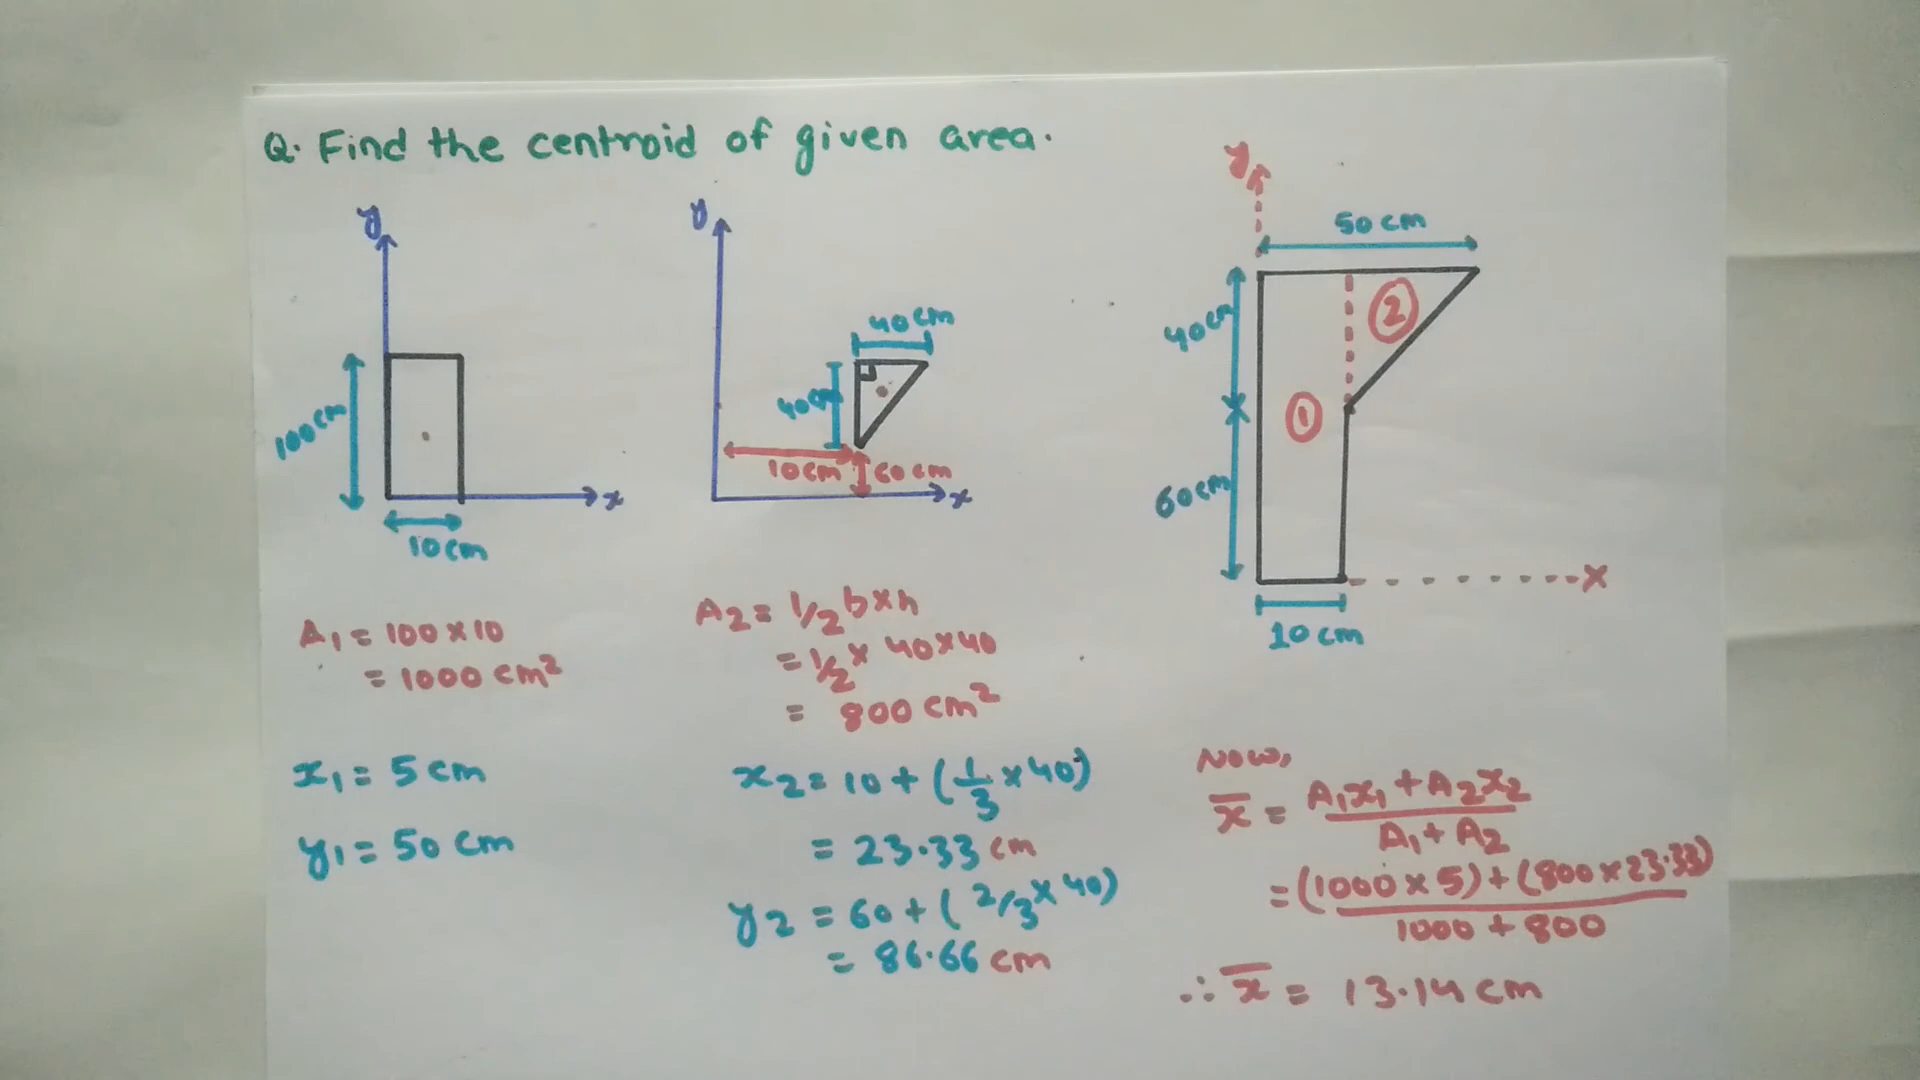 Q. Find the centroid of given area.
y
100cm
10cm
x
A1 = 100 × 10
= 1000 cm²
x1 = 5 cm
y1 = 50 cm
y
40cm
40cm
10cm
60cm
x
A2 = 1/2 b×h
= 1/2 × 40×40
= 800 cm²
x2 = 10 + (1/3 × 40)
= 23.33 cm
y2 = 60 + (2/3 × 40)
= 86.66 cm
y
50 cm
40cm
2
1
60cm
x
10 cm
Now,
x̄ = A1x1 + A2x2 / A1 + A2
= (1000 × 5) + (800 × 23.33) / 1000 + 800
∴ x̄ = 13.14 cm